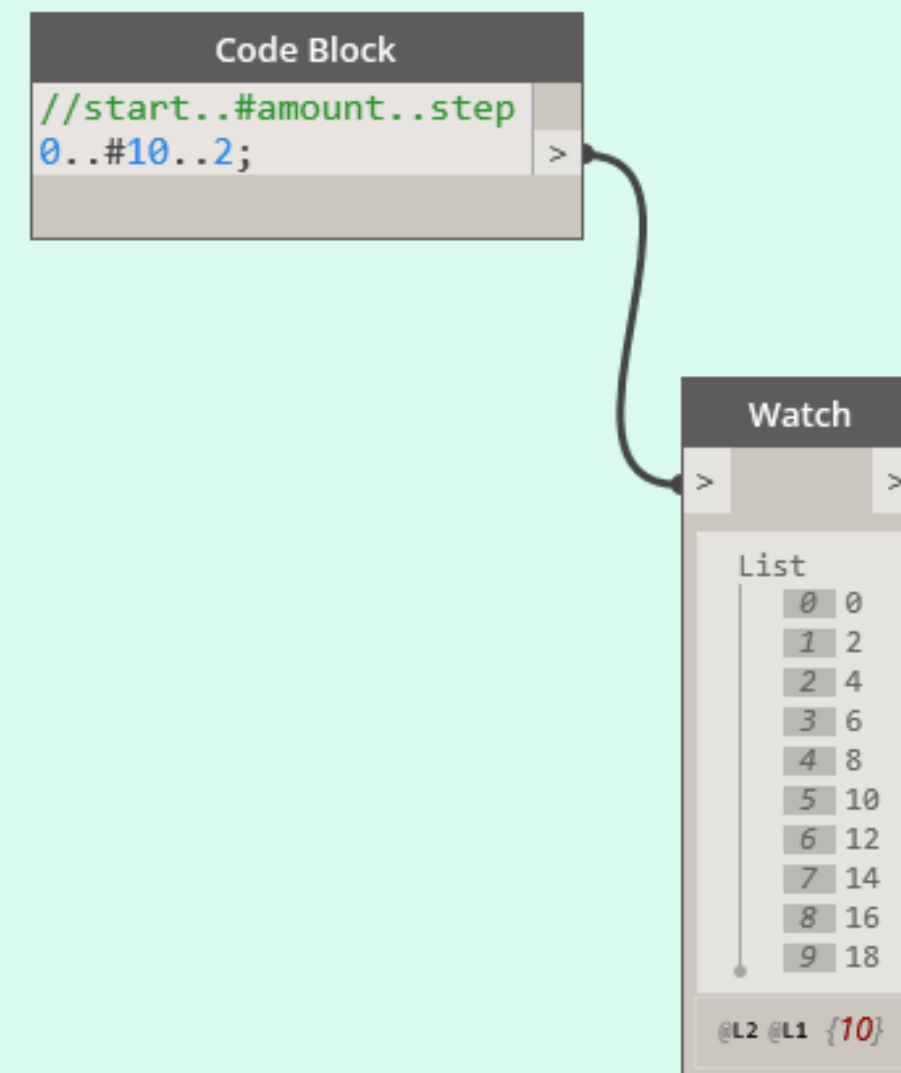 Code Block
//start..#amount..step
0..#10..2;
>
Watch
> >
List
0 0
1 2
2 4
3 6
4 8
5 10
6 12
7 14
8 16
9 18
@L2 @L1 {10}